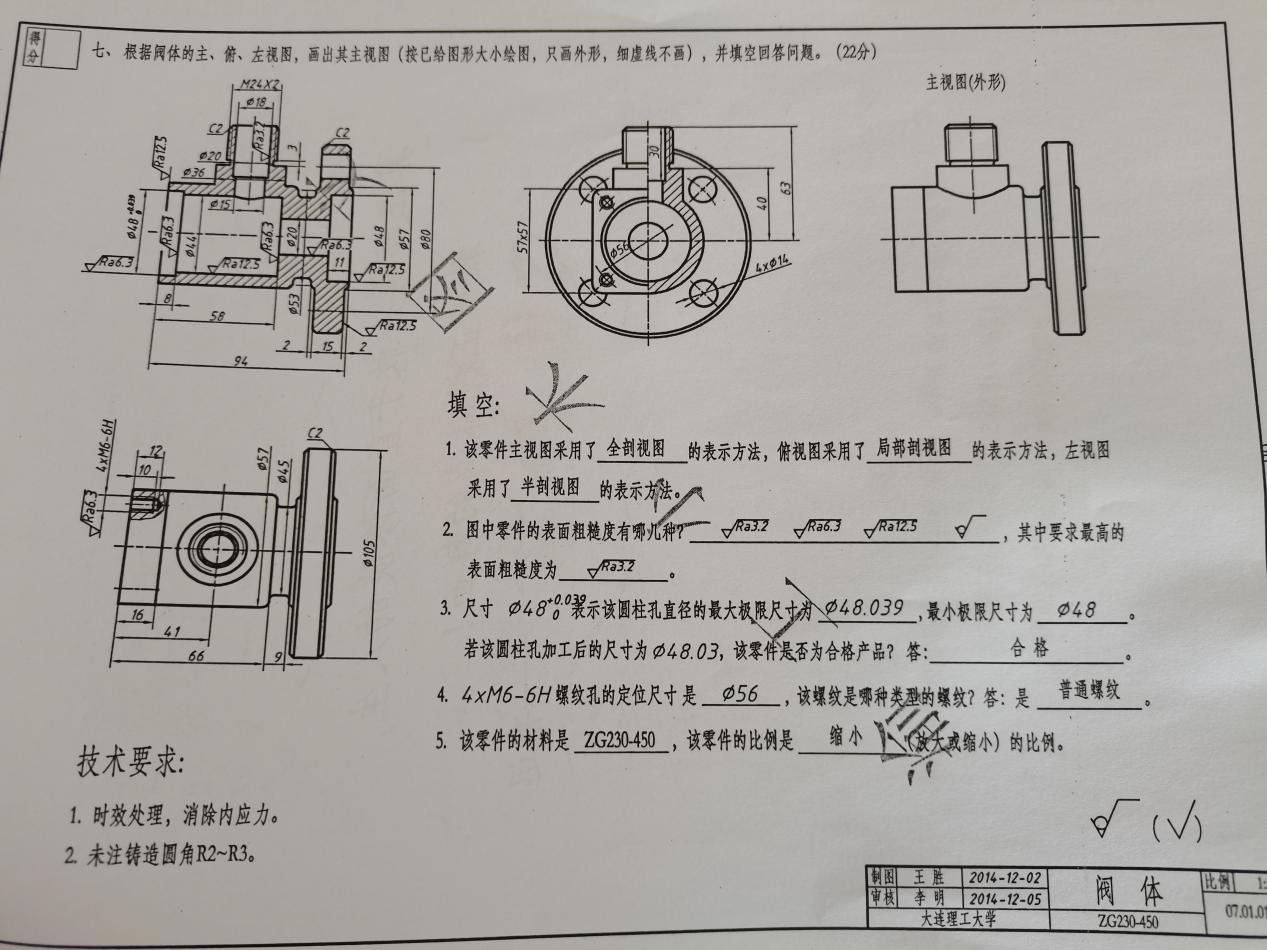 得
分
七、根据阀体的主、俯、左视图，画出其主视图（按已给图形大小绘图，只画外形，细虚线不画），并填空回答问题。（22分）
主视图(外形)
M24X2
Ø18
C2
Ra3.2
3
C2
Ra12.5
Ø20
Ø36
Ø15
Ø48 +0.039 0
Ra6.3
Ø44
Ra6.3
Ø20
Ra6.3
Ø48
Ø57
Ø80
Ra6.3
Ra12.5
11
Ra12.5
8
Ø53
58
Ra12.5
2
15
2
94
30
63
40
57x57
Ø56
4xØ14
4xM6-6H
12
10
Ra6.3
C2
Ø57
Ø45
Ø105
16
41
66
9
填空:
1. 该零件主视图采用了 全剖视图 的表示方法，俯视图采用了 局部剖视图 的表示方法，左视图
采用了 半剖视图 的表示方法。
2. 图中零件的表面粗糙度有哪几种? Ra3.2 Ra6.3 Ra12.5 ，其中要求最高的
表面粗糙度为 Ra3.2 。
3. 尺寸 Ø48 +0.039 0 表示该圆柱孔直径的最大极限尺寸为 Ø48.039 ,最小极限尺寸为 Ø48 。
若该圆柱孔加工后的尺寸为Ø48.03，该零件是否为合格产品? 答: 合格 。
4. 4xM6-6H螺纹孔的定位尺寸是 Ø56 ，该螺纹是哪种类型的螺纹? 答: 是 普通螺纹 。
5. 该零件的材料是 ZG230-450 ，该零件的比例是 缩小 (放大或缩小) 的比例。
技术要求:
1. 时效处理，消除内应力。
2. 未注铸造圆角R2~R3。
(√)
制图 王胜 2014-12-02 阀体 比例 1:
审核 李明 2014-12-05 07.01.01
大连理工大学 ZG230-450